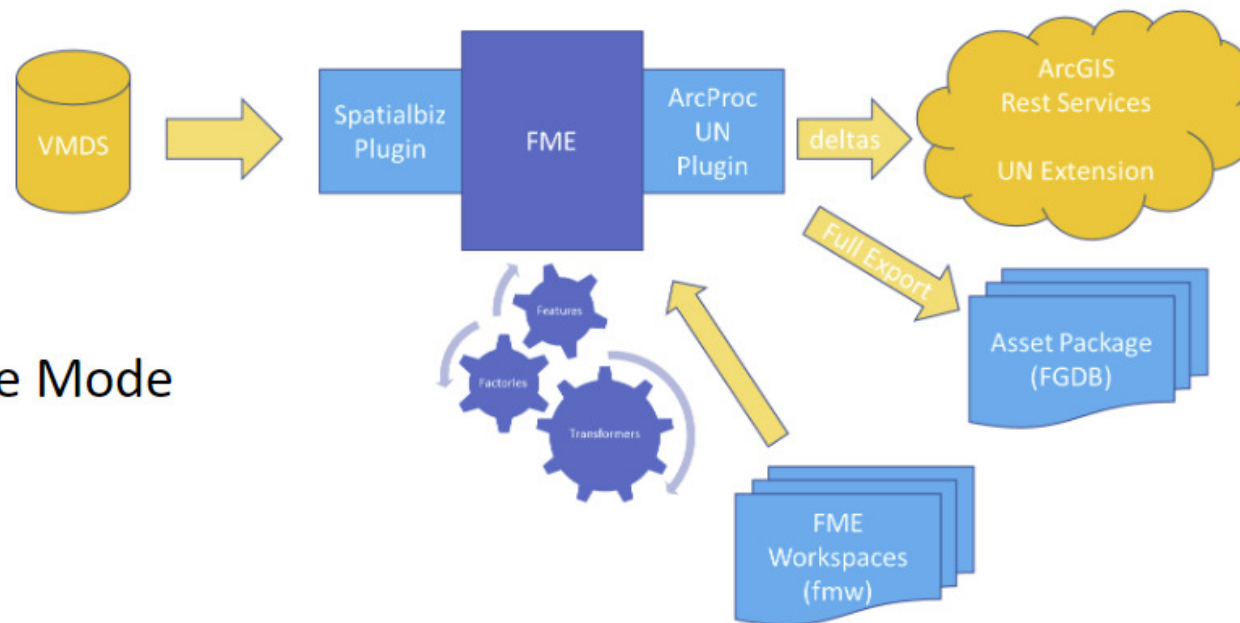 VMDS
Spatialbiz
Plugin
FME
ArcProc
UN
Plugin
deltas
ArcGIS
Rest Services
UN Extension
Full Export
Features
Factories
Transformers
e Mode
Asset Package
(FGDB)
FME
Workspaces
(fmw)